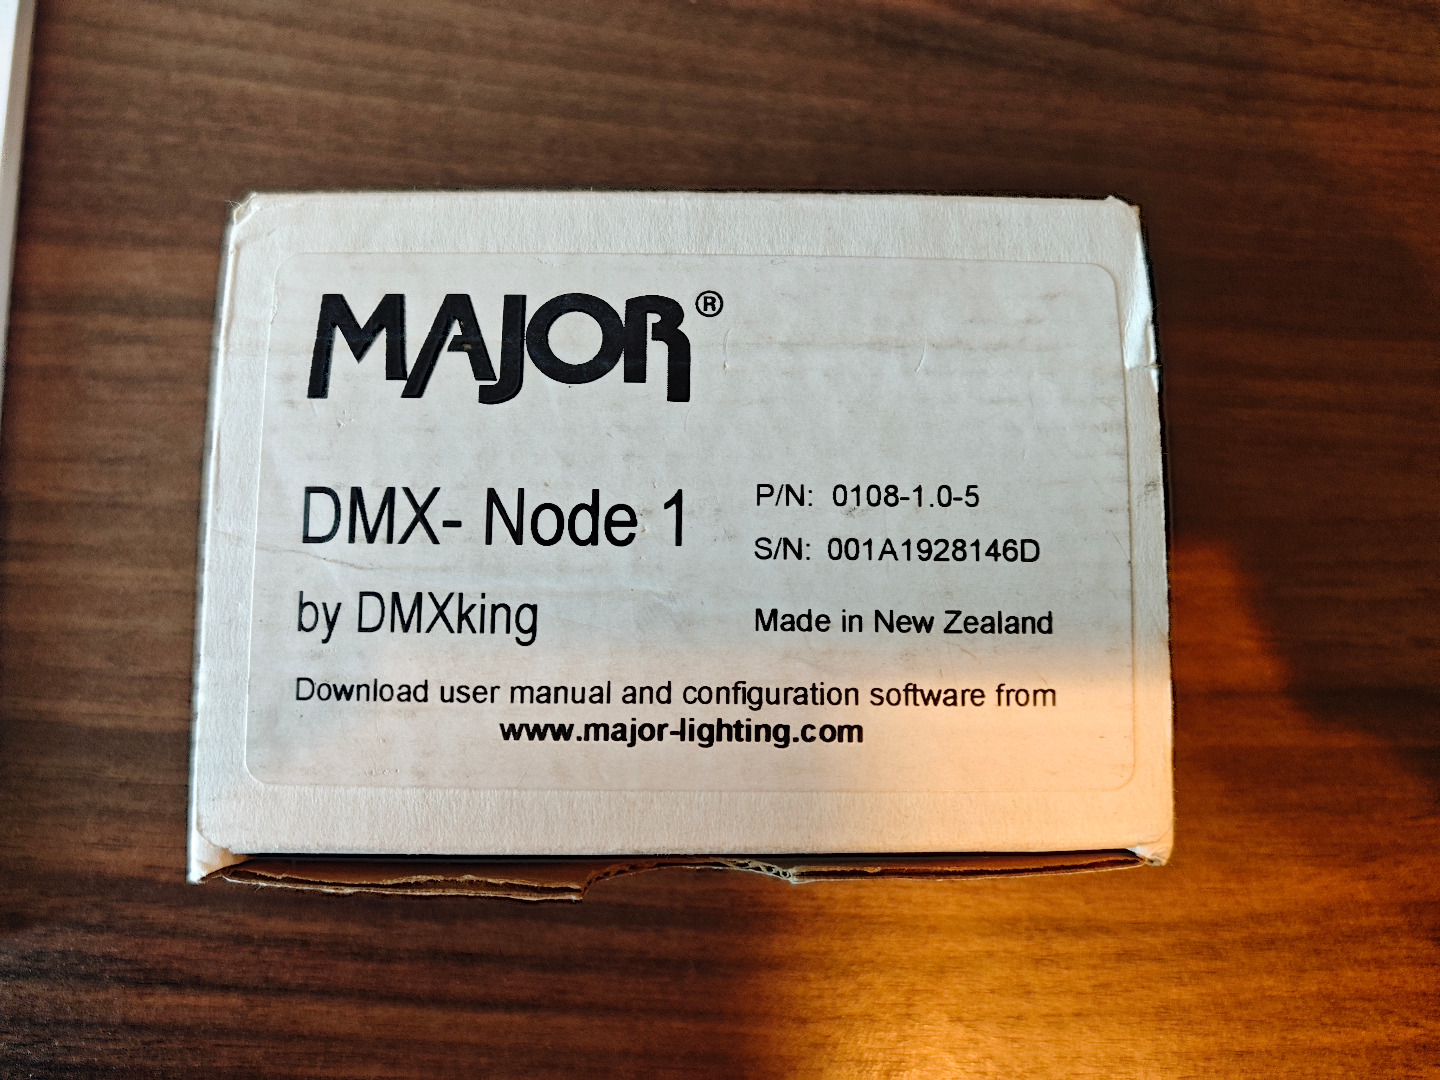 MAJOR®
DMX- Node 1
by DMXking
P/N: 0108-1.0-5
S/N: 001A1928146D
Made in New Zealand
Download user manual and configuration software from
www.major-lighting.com